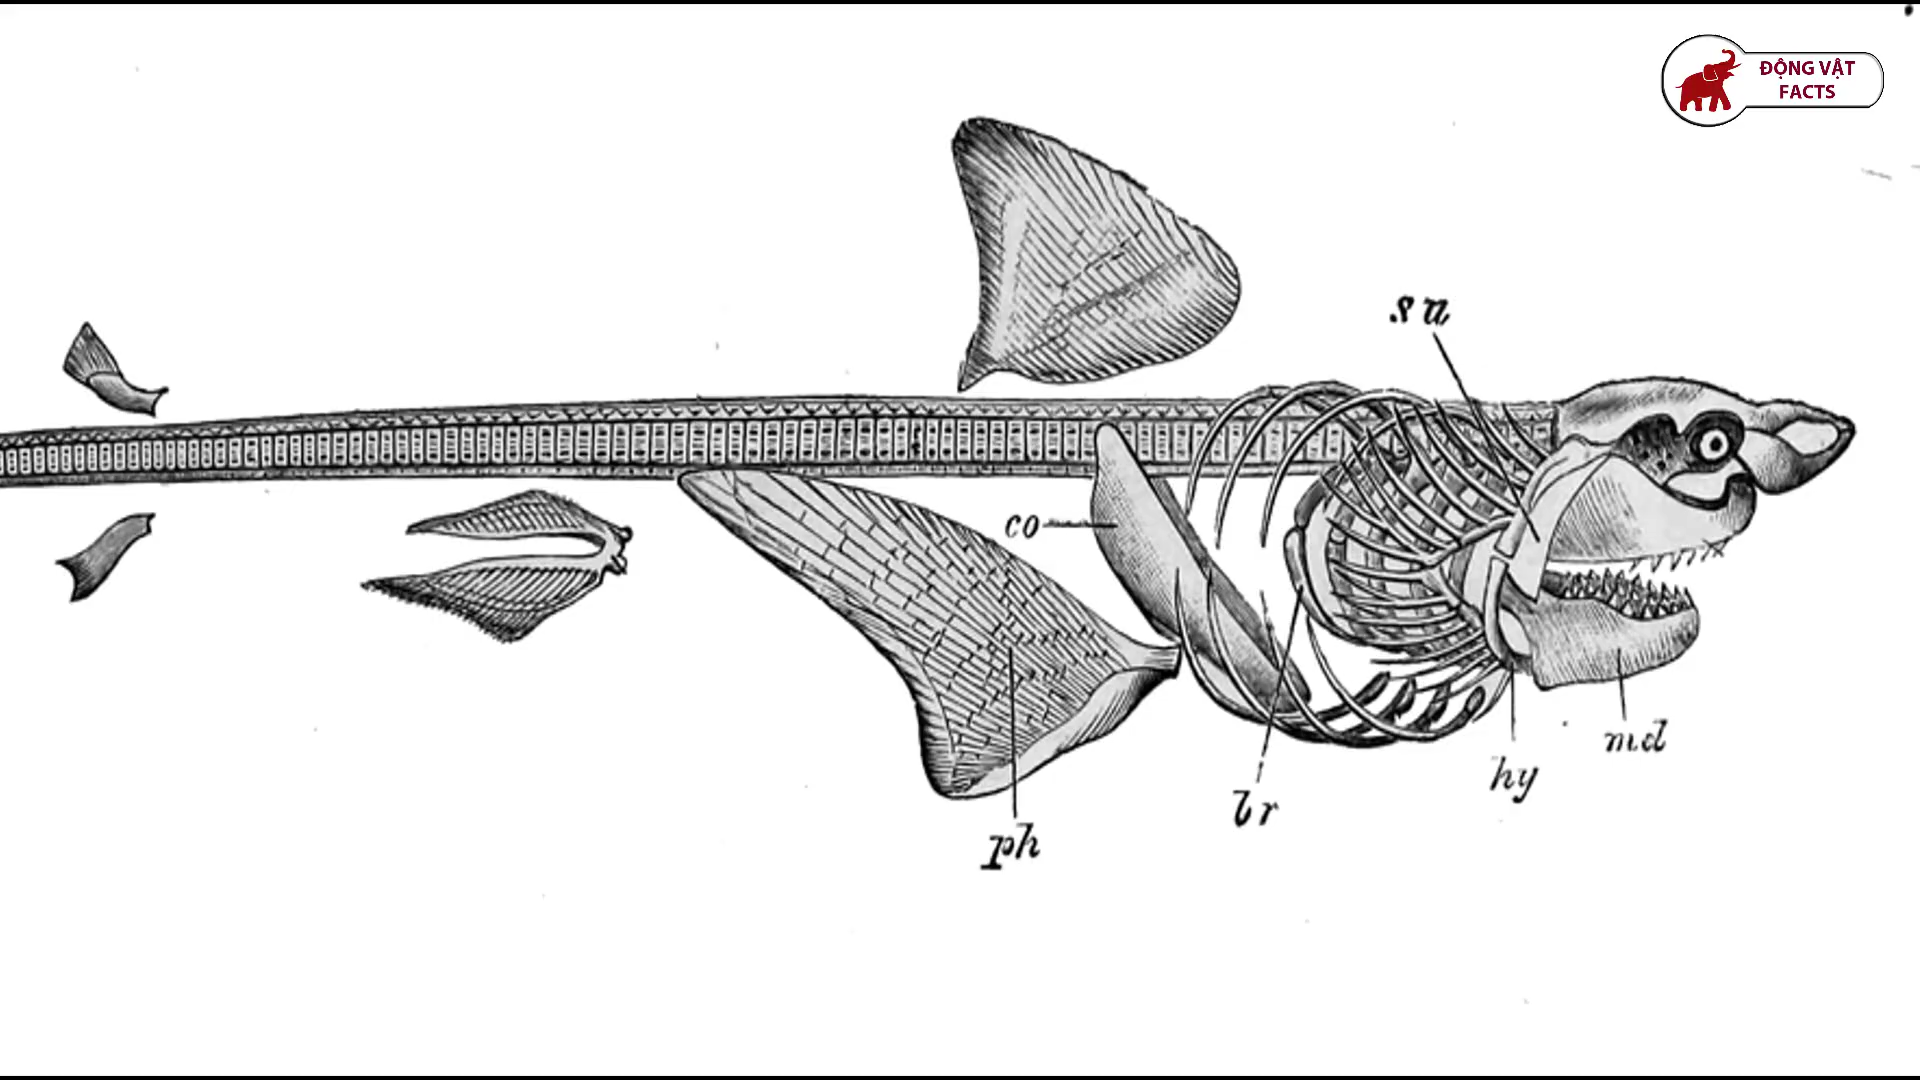 ĐỘNG VẬT
FACTS
su
co
md
hy
br
ph